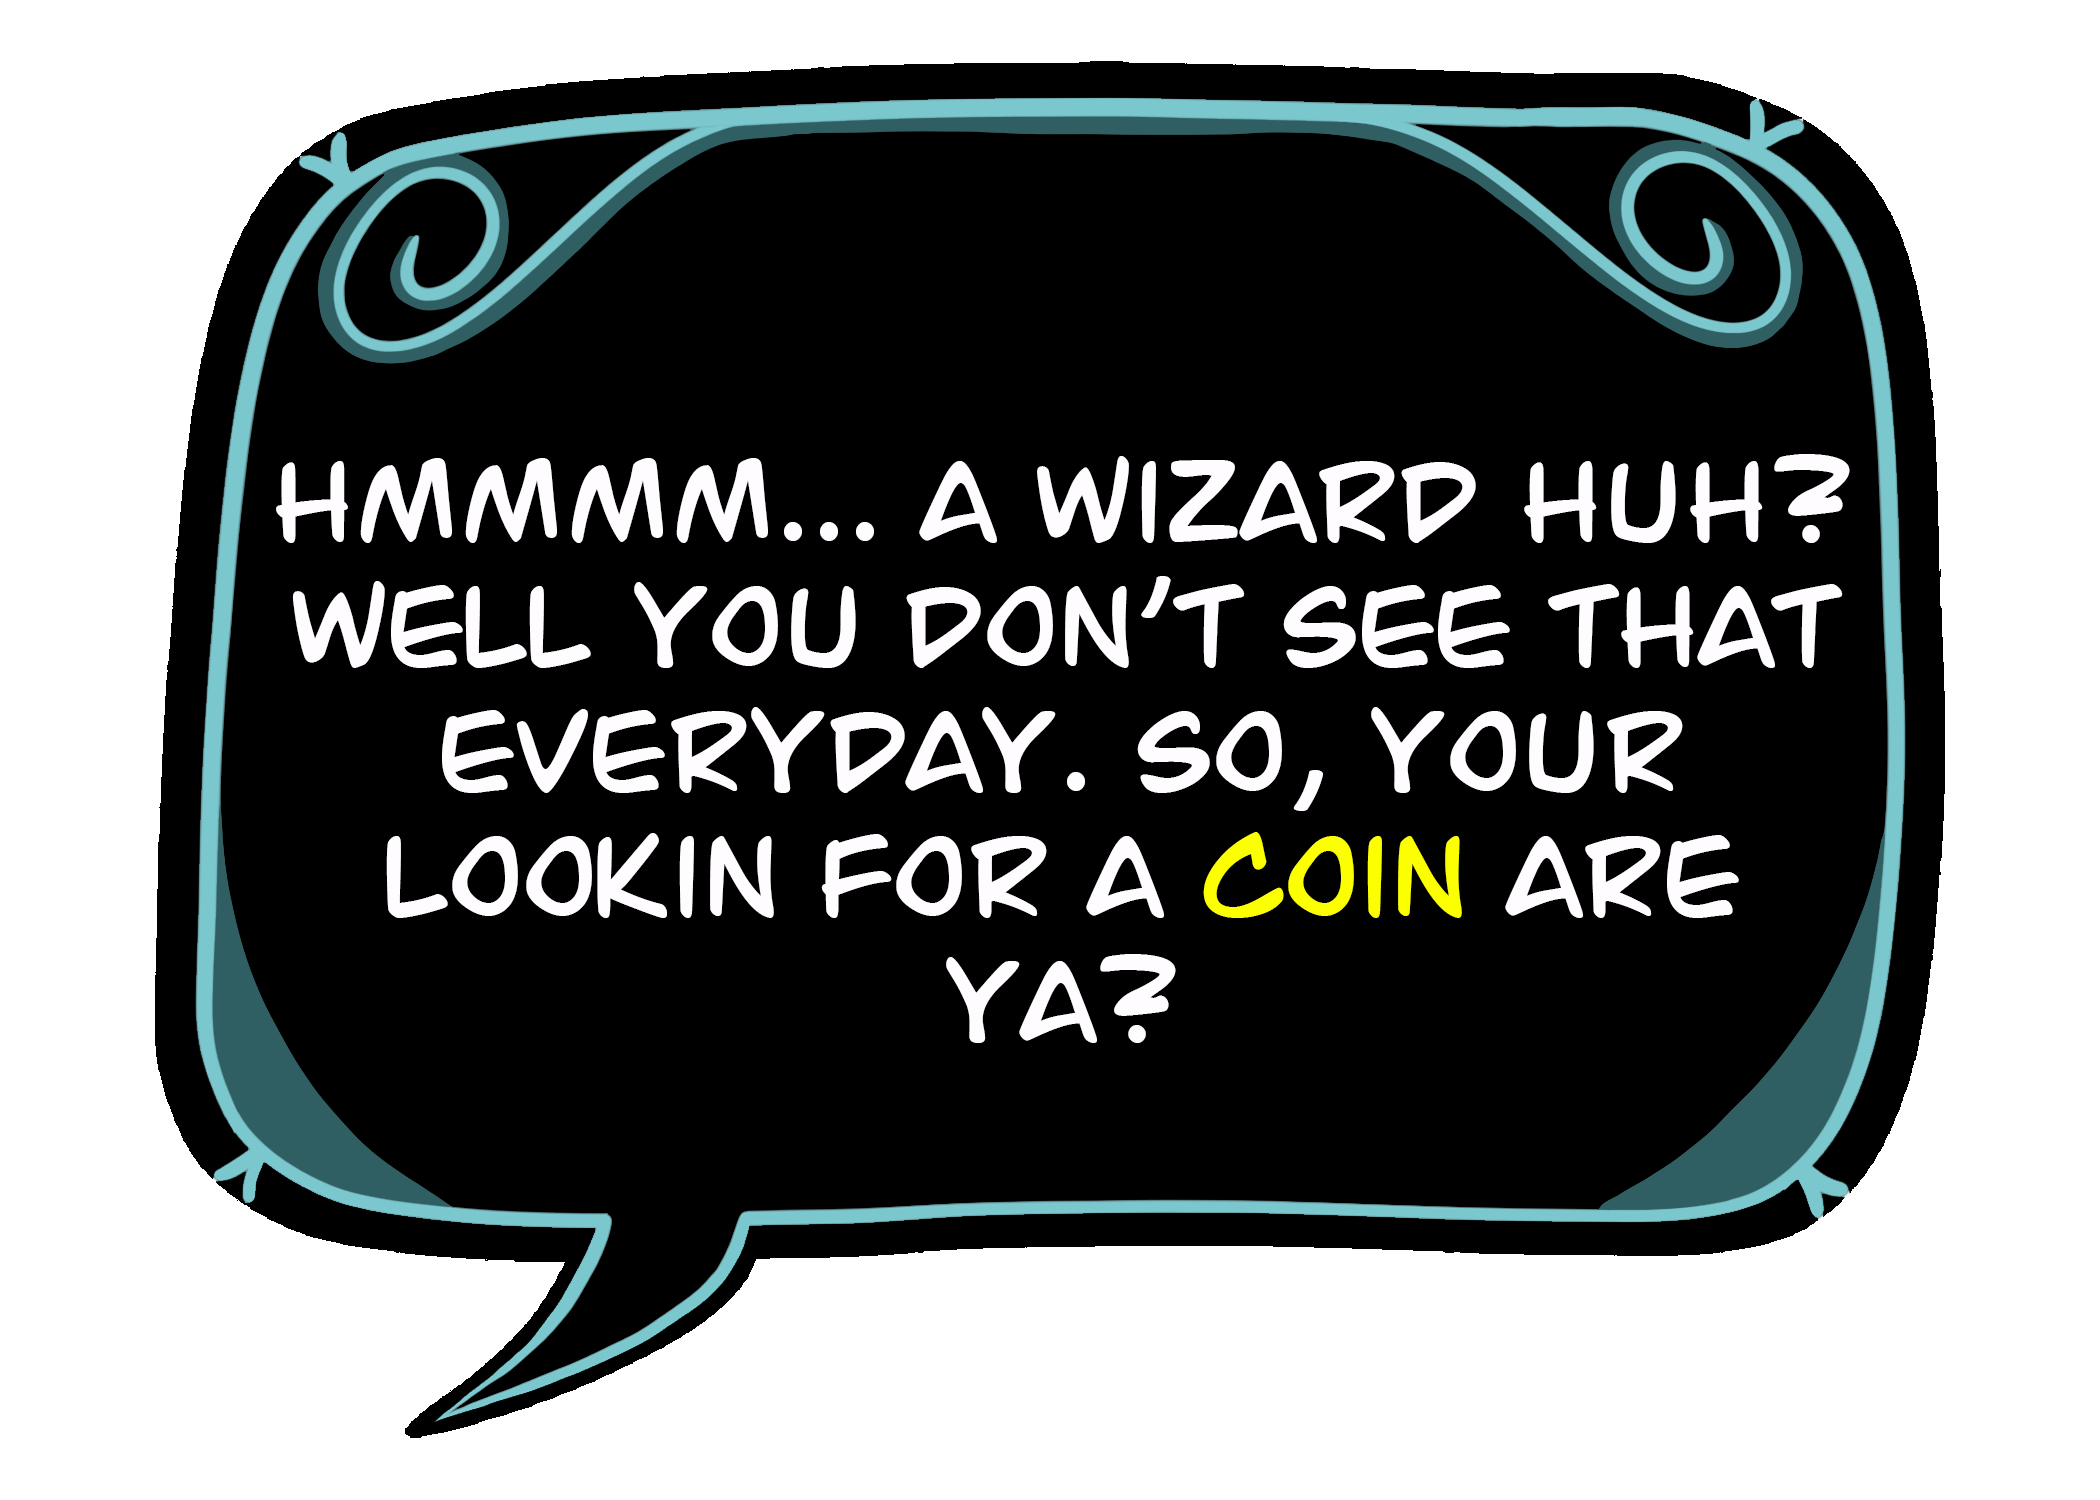 HMMMM... A WIZARD HUH?
WELL YOU DON'T SEE THAT
EVERYDAY. SO, YOUR
LOOKIN FOR A COIN ARE
YA?